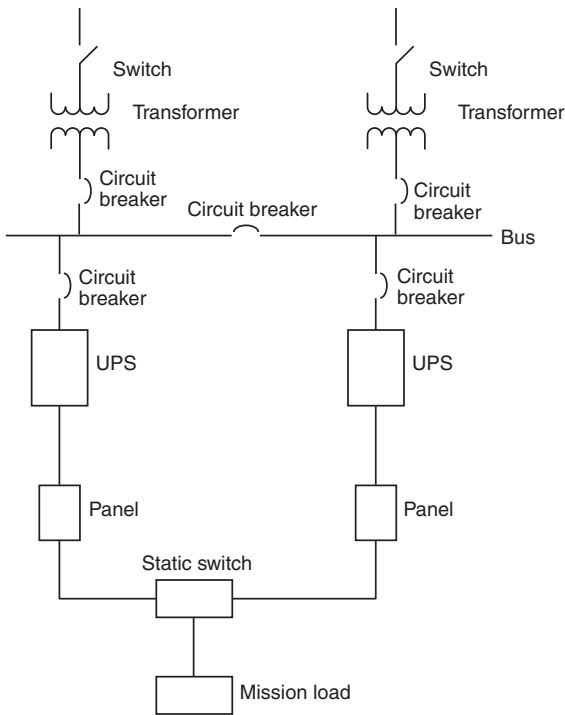 Switch
Switch
Transformer
Transformer
Circuit
breaker
Circuit
breaker
Circuit breaker
Bus
Circuit
breaker
Circuit
breaker
UPS
UPS
Panel
Panel
Static switch
Mission load